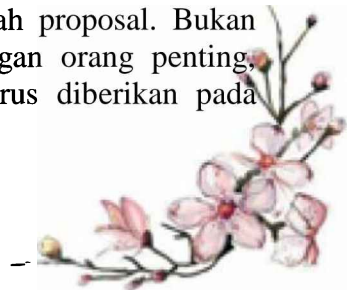 ah proposal. Bukan
gan orang penting,
rus diberikan pada